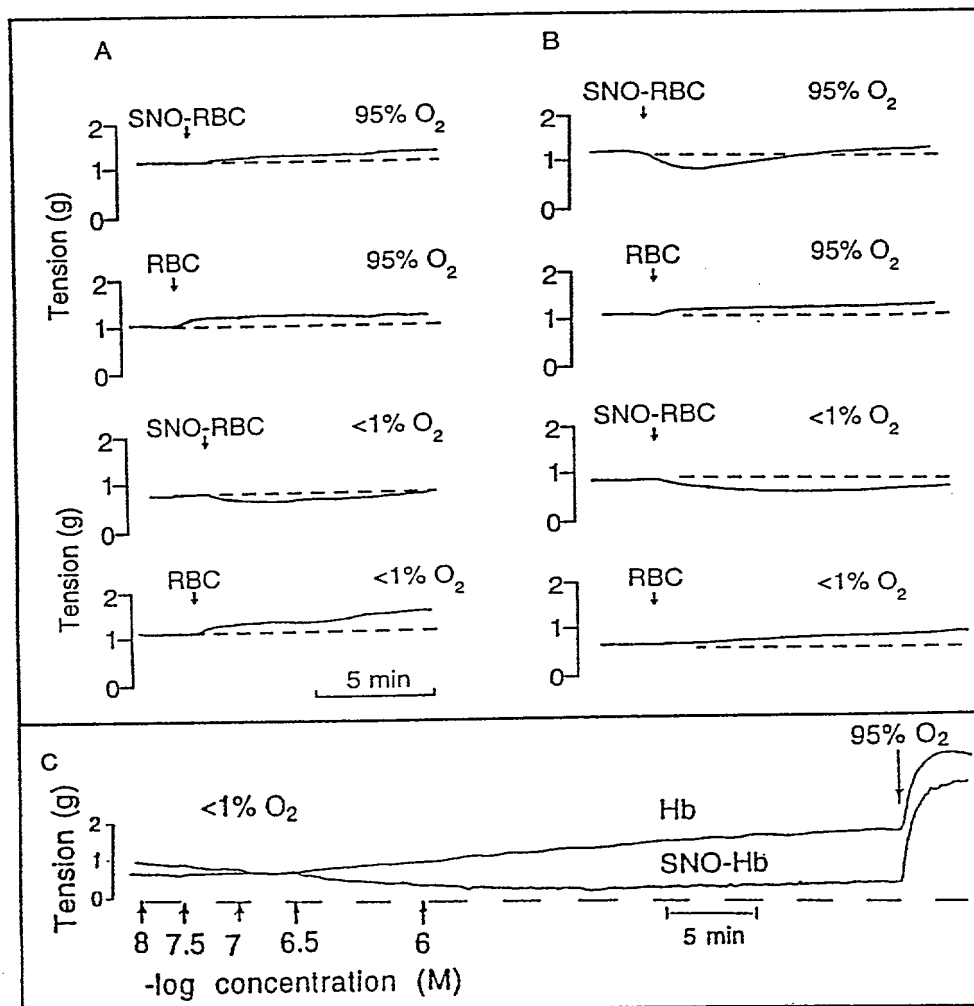 A
SNO-RBC 95% O₂
2
1
0
RBC 95% O₂
2
1
0
Tension (g)
SNO-RBC <1% O₂
2
1
0
RBC <1% O₂
2
1
0
Tension (g)
5 min
B
SNO-RBC 95% O₂
2
1
0
RBC 95% O₂
2
1
0
SNO-RBC <1% O₂
2
1
0
RBC <1% O₂
2
1
0
C
95% O₂
<1% O₂
Hb
SNO-Hb
Tension (g)
2
1
0
5 min
8 7.5 7 6.5 6
-log concentration (M)